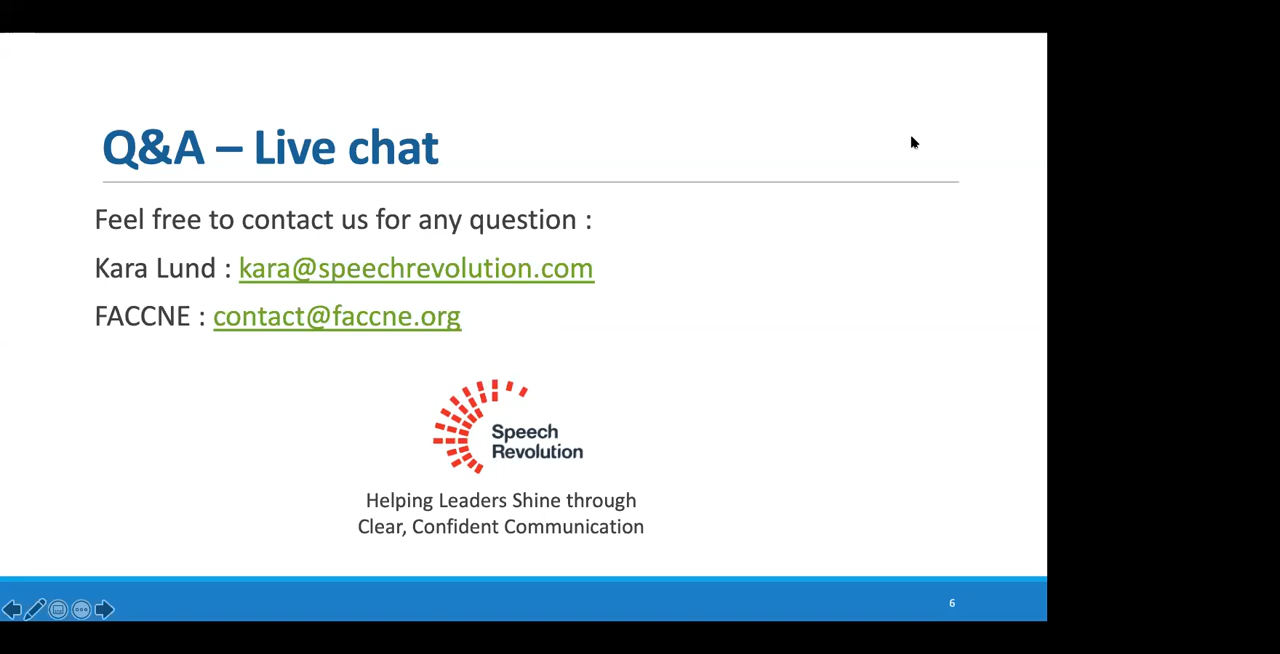 Q&A – Live chat
Feel free to contact us for any question :
Kara Lund : kara@speechrevolution.com
FACCNE : contact@faccne.org
Speech
Revolution
Helping Leaders Shine through
Clear, Confident Communication
6